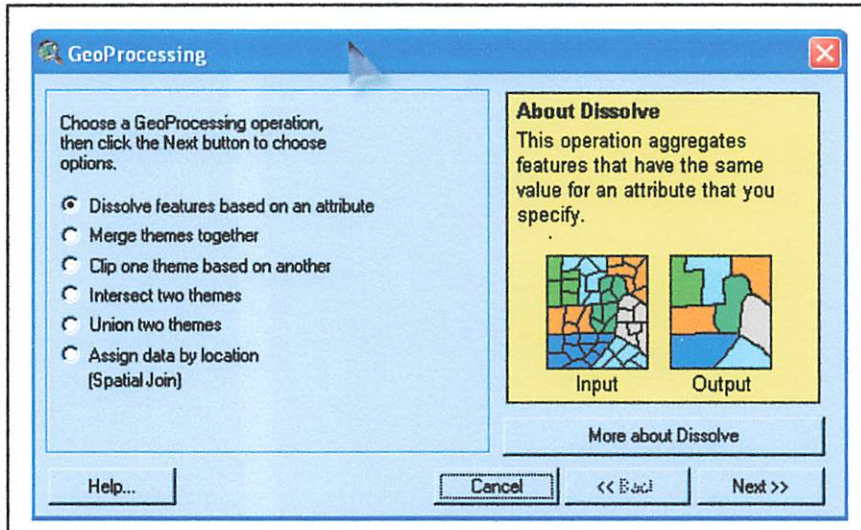 GeoProcessing
Choose a GeoProcessing operation,
then click the Next button to choose
options.
Dissolve features based on an attribute
Merge themes together
Clip one theme based on another
Intersect two themes
Union two themes
Assign data by location
(Spatial Join)
About Dissolve
This operation aggregates
features that have the same
value for an attribute that you
specify.
Input
Output
More about Dissolve
Help...
Cancel
<< Back
Next >>